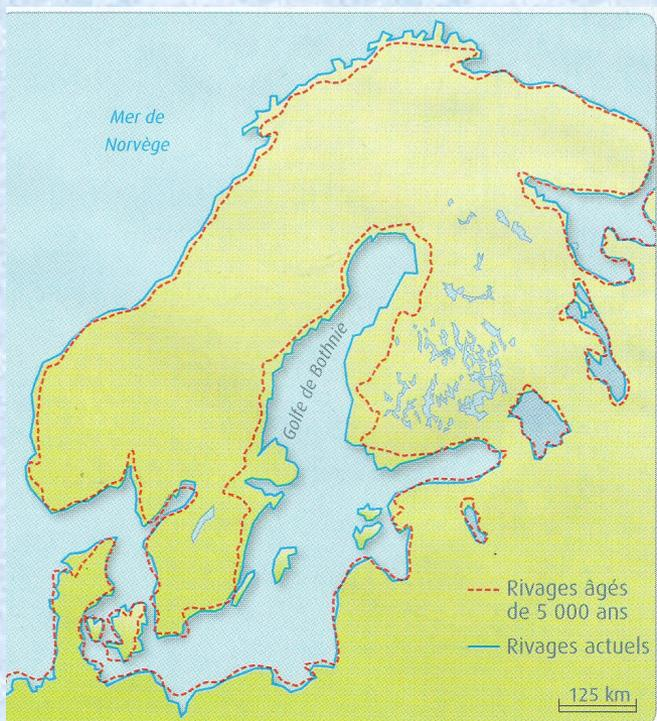 Mer de
Norvège
Golfe de Bothnie
Rivages âgés
de 5 000 ans
Rivages actuels
125 km